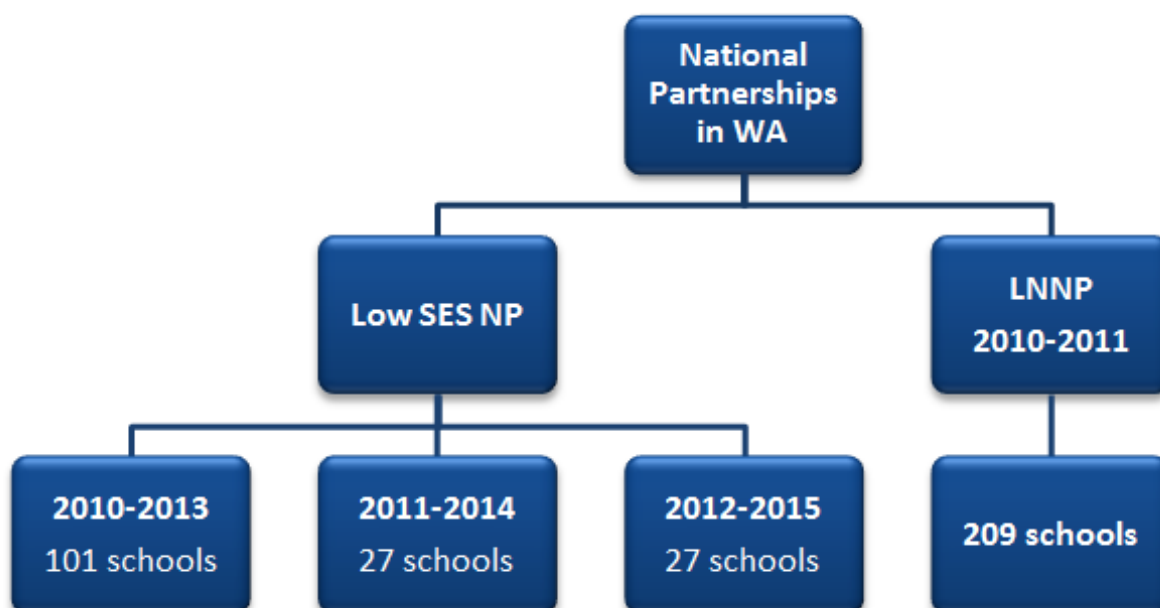 National
Partnerships
in WA
Low SES NP
LNNP
2010-2011
2010-2013
101 schools
2011-2014
27 schools
2012-2015
27 schools
209 schools